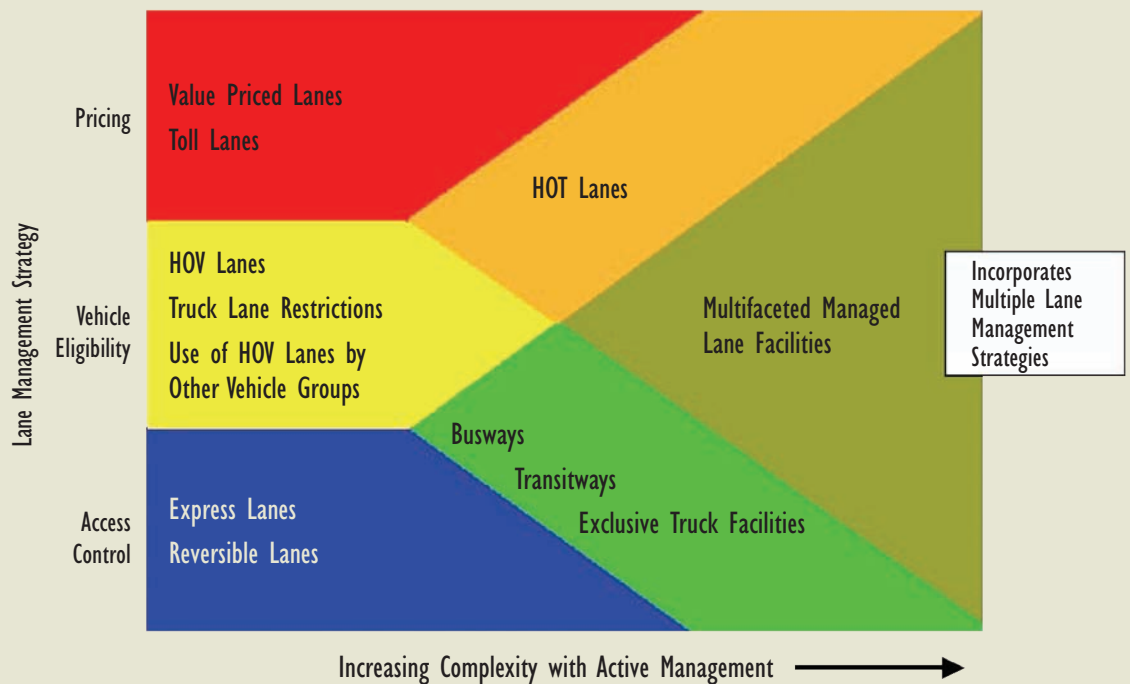 Lane Management Strategy
Pricing
Value Priced Lanes
Toll Lanes
HOT Lanes
Vehicle
Eligibility
HOV Lanes
Truck Lane Restrictions
Use of HOV Lanes by
Other Vehicle Groups
Multifaceted Managed
Lane Facilities
Incorporates
Multiple Lane
Management
Strategies
Access
Control
Express Lanes
Reversible Lanes
Busways
Transitways
Exclusive Truck Facilities
Increasing Complexity with Active Management